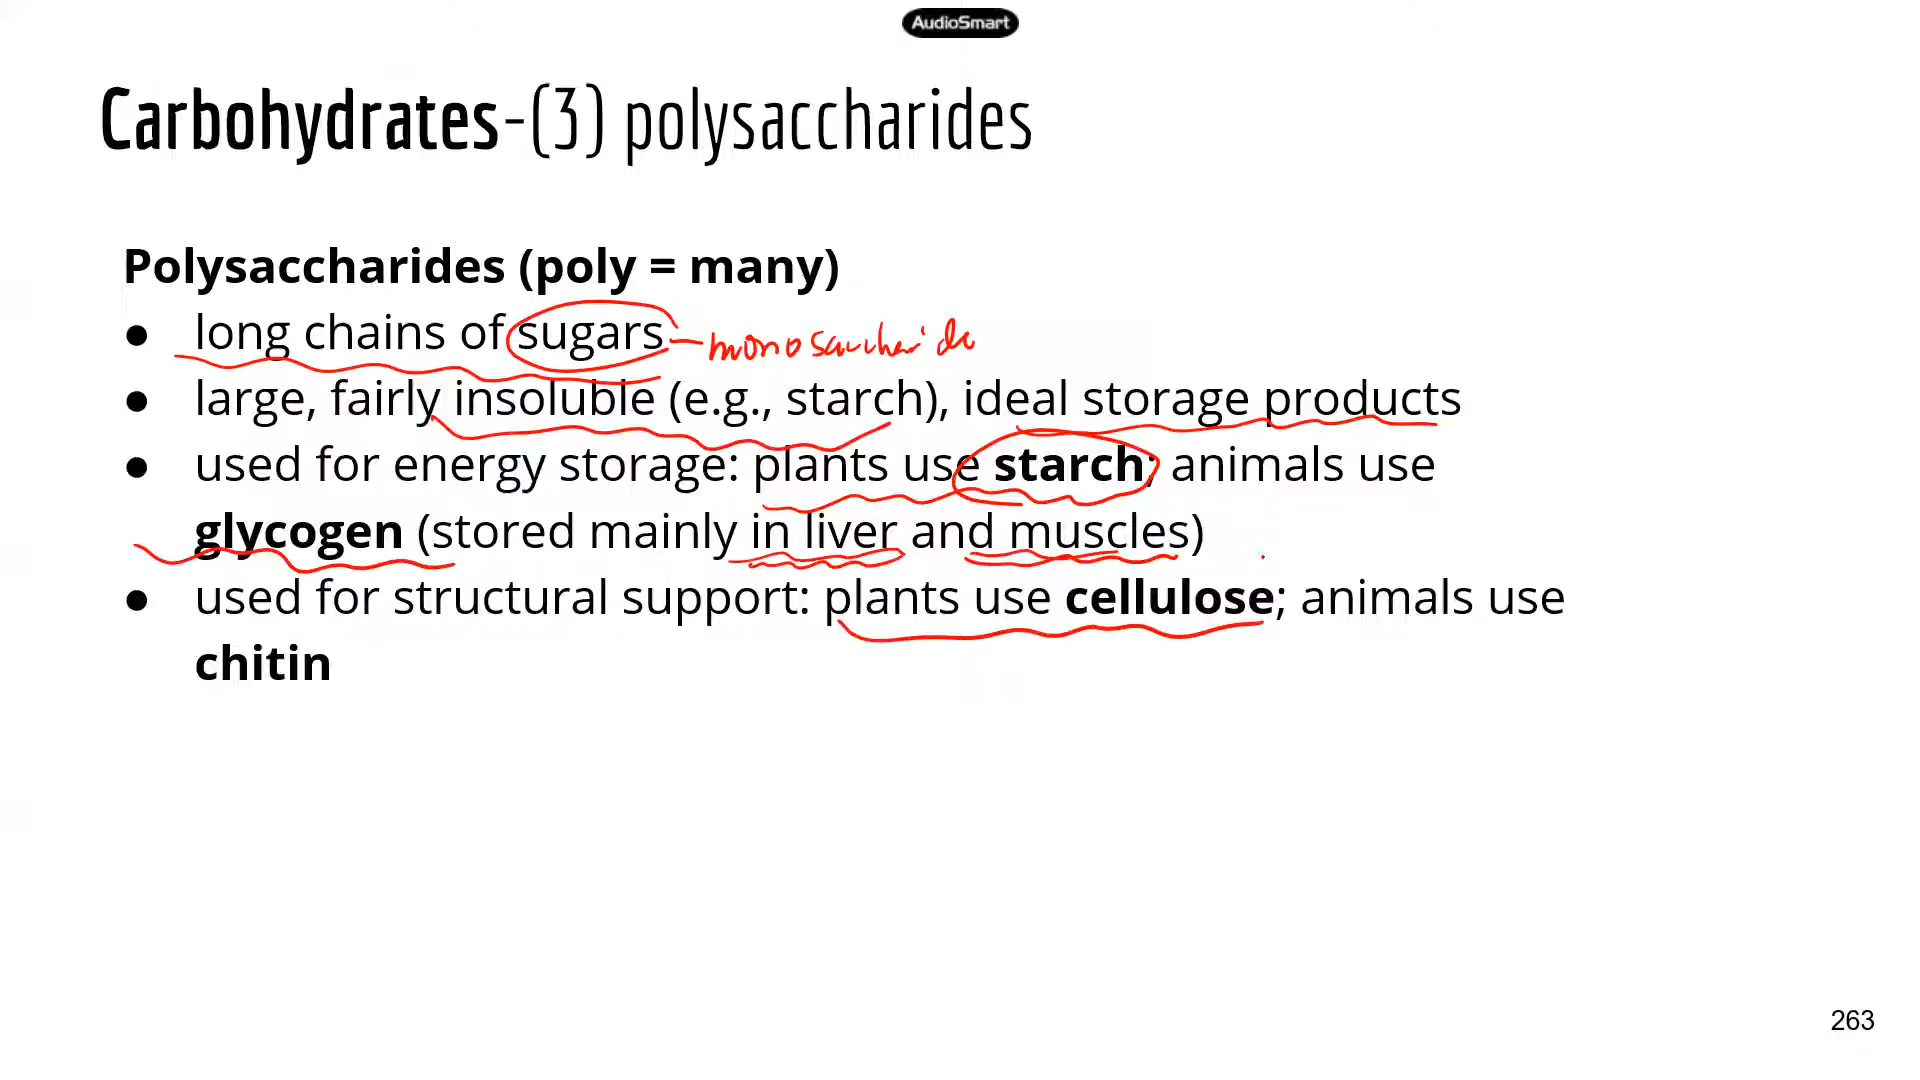 AudioSmart
Carbohydrates-(3) polysaccharides
Polysaccharides (poly = many)
● long chains of sugars - monosaccharide
● large, fairly insoluble (e.g., starch), ideal storage products
● used for energy storage: plants use starch; animals use
glycogen (stored mainly in liver and muscles)
● used for structural support: plants use cellulose; animals use
chitin
263